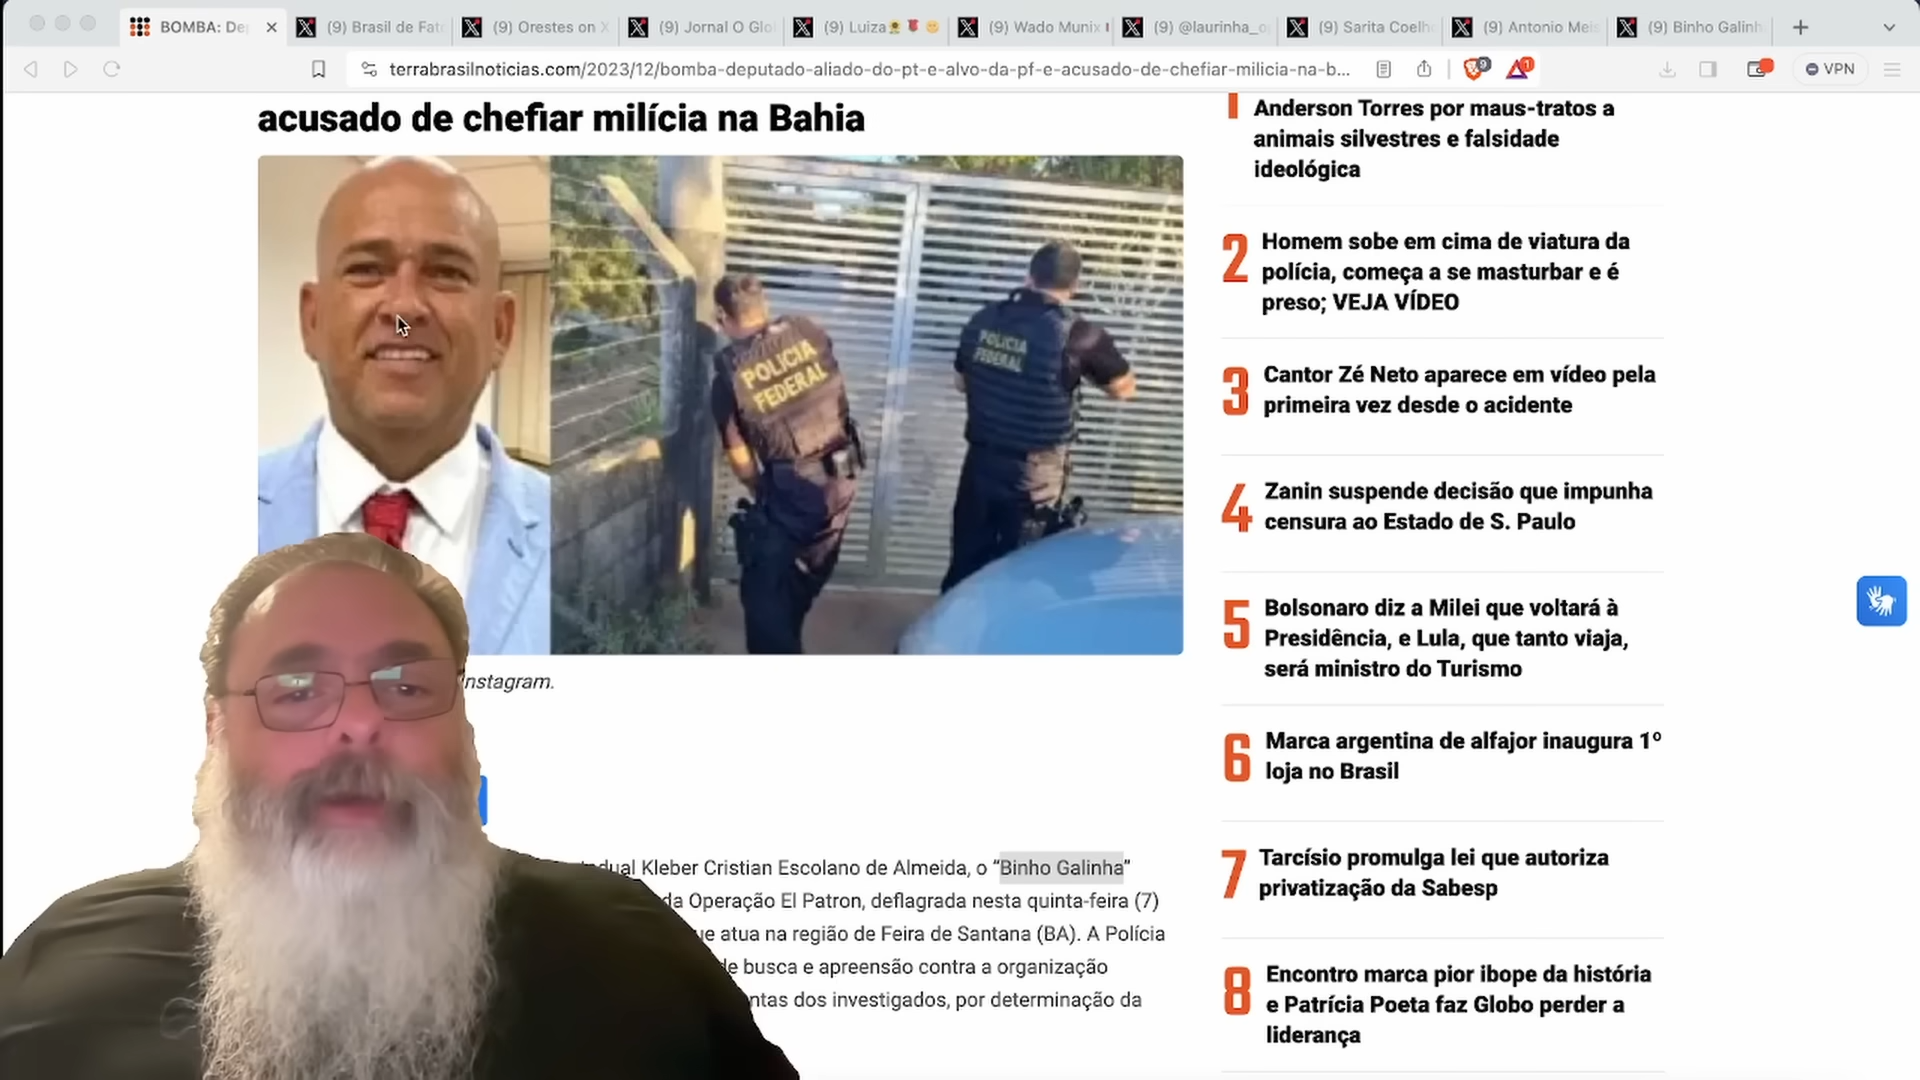 BOMBA: De
(9) Brasil de Fat
(9) Orestes on X
(9) Jornal O Glo
(9) Luiza
(9) Wado Munix
(9) @laurinha_o
(9) Sarita Coelh
(9) Antonio Mei
(9) Binho Galinh
terrabrasilnoticias.com/2023/12/bomba-deputado-aliado-do-pt-e-alvo-da-pf-e-acusado-de-chefiar-milicia-na-b...
9
1
VPN
acusado de chefiar milícia na Bahia
POLICIA
FEDERAL
POLICIA
FEDERAL
nstagram.
dual Kleber Cristian Escolano de Almeida, o “Binho Galinha”
da Operação El Patron, deflagrada nesta quinta-feira (7)
ue atua na região de Feira de Santana (BA). A Polícia
de busca e apreensão contra a organização
ntas dos investigados, por determinação da
1
Anderson Torres por maus-tratos a
animais silvestres e falsidade
ideológica
2
Homem sobe em cima de viatura da
polícia, começa a se masturbar e é
preso; VEJA VÍDEO
3
Cantor Zé Neto aparece em vídeo pela
primeira vez desde o acidente
4
Zanin suspende decisão que impunha
censura ao Estado de S. Paulo
5
Bolsonaro diz a Milei que voltará à
Presidência, e Lula, que tanto viaja,
será ministro do Turismo
6
Marca argentina de alfajor inaugura 1º
loja no Brasil
7
Tarcísio promulga lei que autoriza
privatização da Sabesp
8
Encontro marca pior ibope da história
e Patrícia Poeta faz Globo perder a
liderança